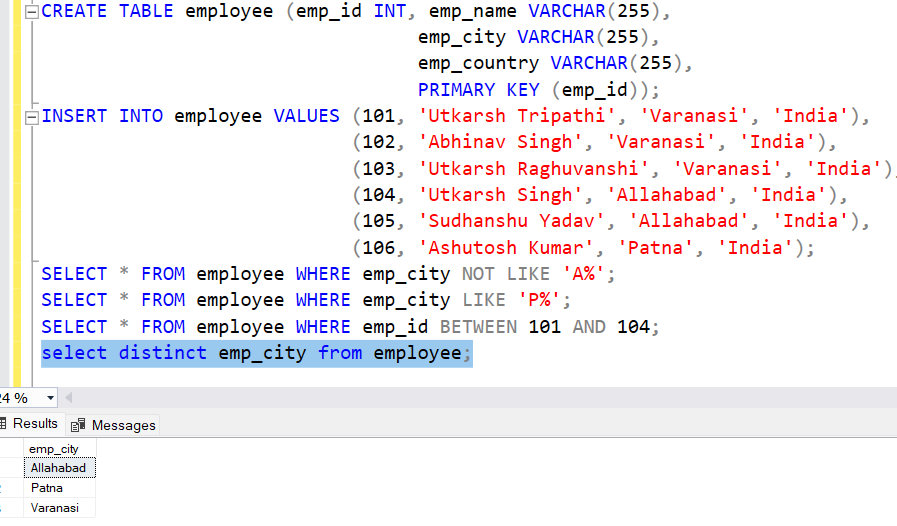 CREATE TABLE employee (emp_id INT, emp_name VARCHAR(255),
emp_city VARCHAR(255),
emp_country VARCHAR(255),
PRIMARY KEY (emp_id));
INSERT INTO employee VALUES (101, 'Utkarsh Tripathi', 'Varanasi', 'India'),
(102, 'Abhinav Singh', 'Varanasi', 'India'),
(103, 'Utkarsh Raghuvanshi', 'Varanasi', 'India'),
(104, 'Utkarsh Singh', 'Allahabad', 'India'),
(105, 'Sudhanshu Yadav', 'Allahabad', 'India'),
(106, 'Ashutosh Kumar', 'Patna', 'India');
SELECT * FROM employee WHERE emp_city NOT LIKE 'A%';
SELECT * FROM employee WHERE emp_city LIKE 'P%';
SELECT * FROM employee WHERE emp_id BETWEEN 101 AND 104;
select distinct emp_city from employee;
24 %
Results Messages
emp_city
Allahabad
Patna
Varanasi